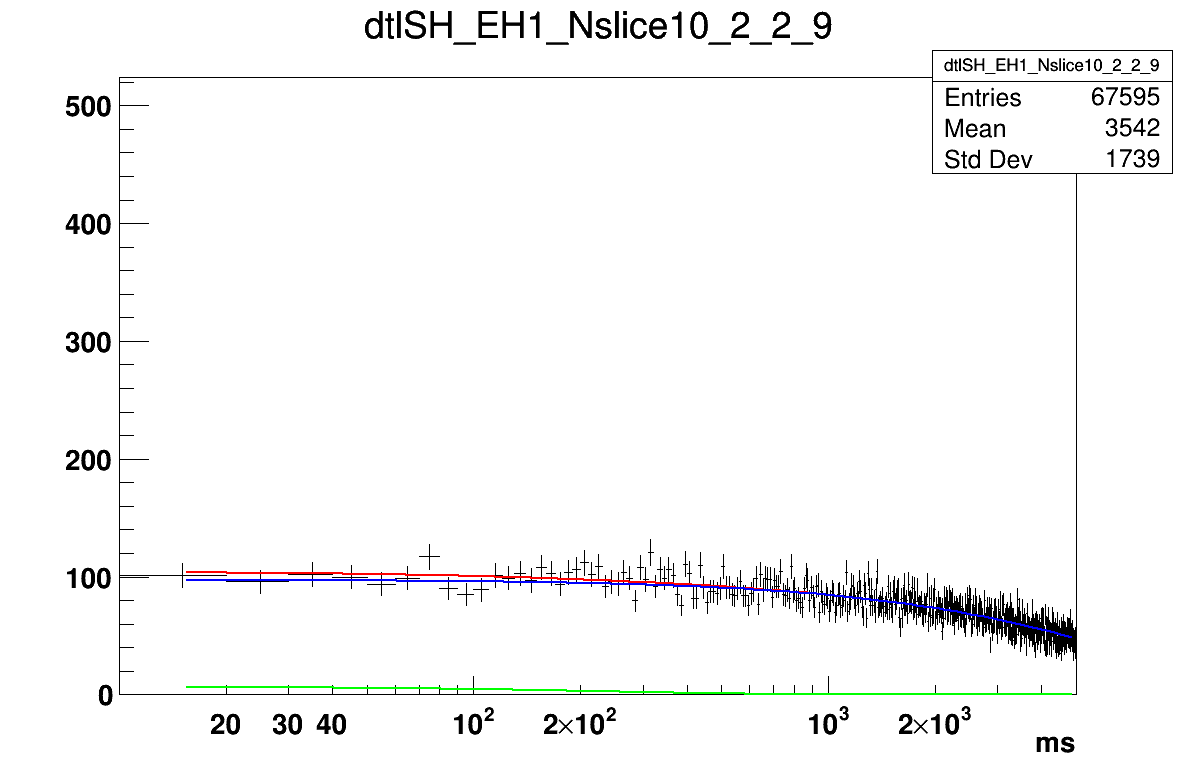 dtlSH_EH1_Nslice10_2_2_9
dtlSH_EH1_Nslice10_2_2_9
Entries 67595
Mean 3542
Std Dev 1739
500
400
300
200
100
0
20 30 40 10² 2×10² 10³ 2×10³
ms